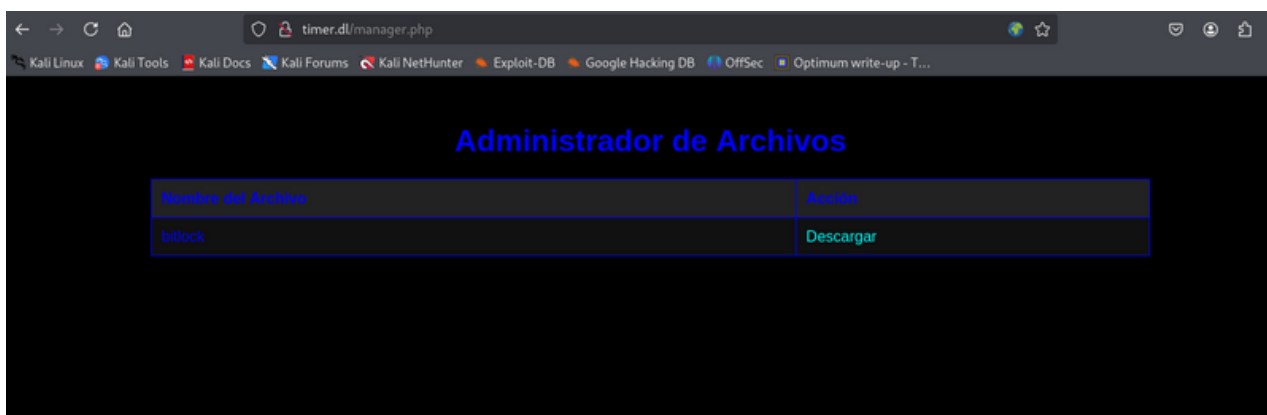 timer.dl/manager.php
Kali Linux Kali Tools Kali Docs Kali Forums Kali NetHunter Exploit-DB Google Hacking DB OffSec Optimum write-up - T...
Administrador de Archivos
Nombre del Archivo Acción
bitlock Descargar